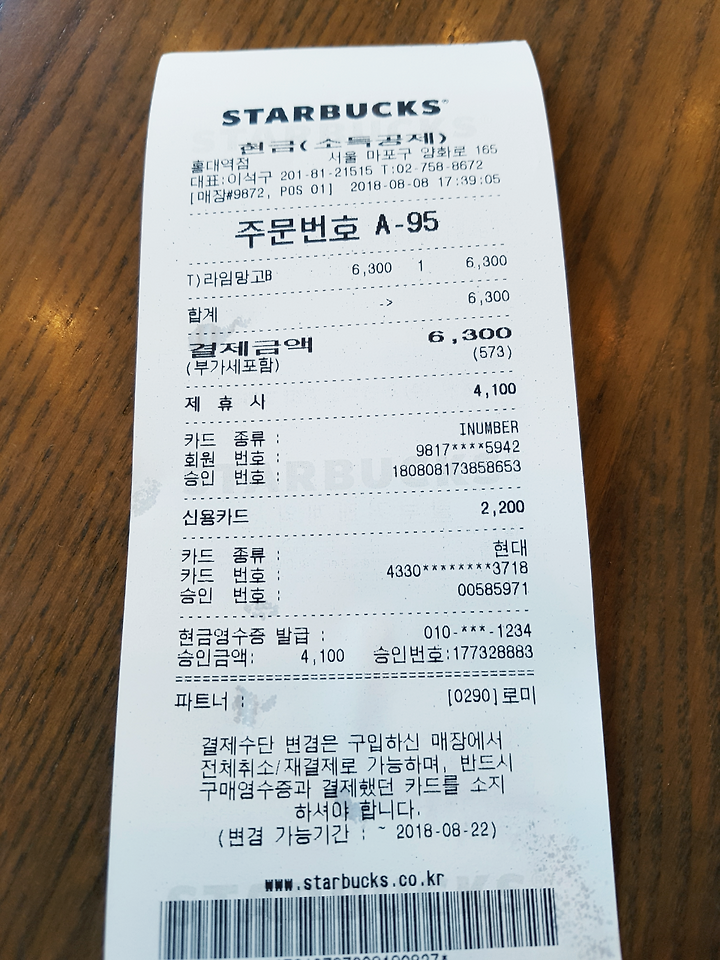 STARBUCKS
현금(소득공제)
홍대역점 서울 마포구 양화로 165
대표:이석구 201-81-21515 T:02-758-8672
[매장#9872, POS 01] 2018-08-08 17:39:05
주문번호 A-95
T)라임망고B 6,300 1 6,300
합계 -> 6,300
결제금액 6,300
(부가세포함) (573)
제 휴 사 4,100
카드 종류 : INUMBER
회원 번호 : 9817****5942
승인 번호 : 180808173858653
신용카드 2,200
카드 종류 : 현대
카드 번호 : 4330********3718
승인 번호 : 00585971
현금영수증 발급 : 010-***-1234
승인금액: 4,100 승인번호:177328883
파트너 : [0290]로미
결제수단 변경은 구입하신 매장에서
전체취소/재결제로 가능하며, 반드시
구매영수증과 결제했던 카드를 소지
하셔야 합니다.
(변경 가능기간 : ~ 2018-08-22)
www.starbucks.co.kr